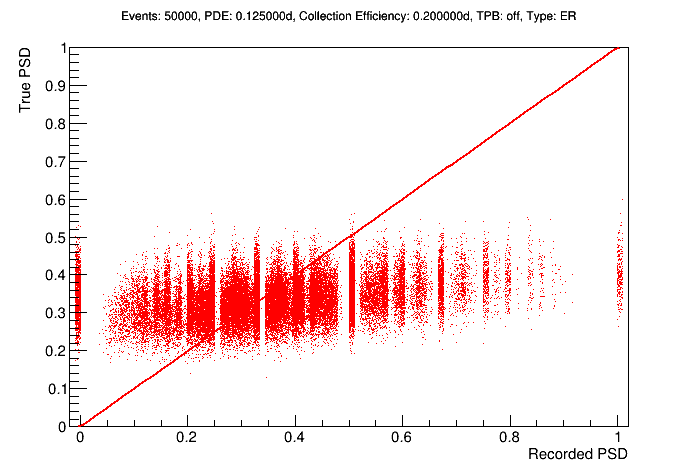 Events: 50000, PDE: 0.125000d, Collection Efficiency: 0.200000d, TPB: off, Type: ER
True PSD
1
0.9
0.8
0.7
0.6
0.5
0.4
0.3
0.2
0.1
0
0 0.2 0.4 0.6 0.8 1
Recorded PSD